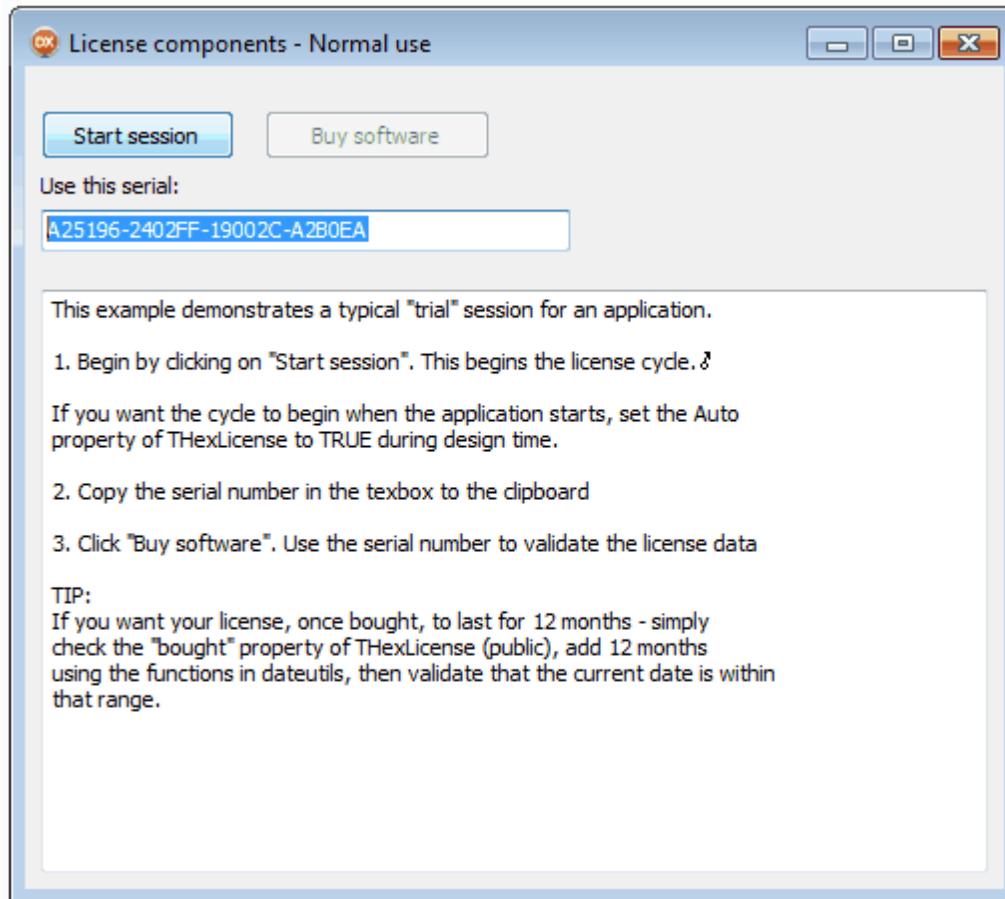 License components - Normal use
Start session
Buy software
Use this serial:
A25196-2402FF-19002C-A2B0EA
This example demonstrates a typical "trial" session for an application.
1. Begin by clicking on "Start session". This begins the license cycle.♪
If you want the cycle to begin when the application starts, set the Auto
property of THexLicense to TRUE during design time.
2. Copy the serial number in the texbox to the clipboard
3. Click "Buy software". Use the serial number to validate the license data
TIP:
If you want your license, once bought, to last for 12 months - simply
check the "bought" property of THexLicense (public), add 12 months
using the functions in dateutils, then validate that the current date is within
that range.